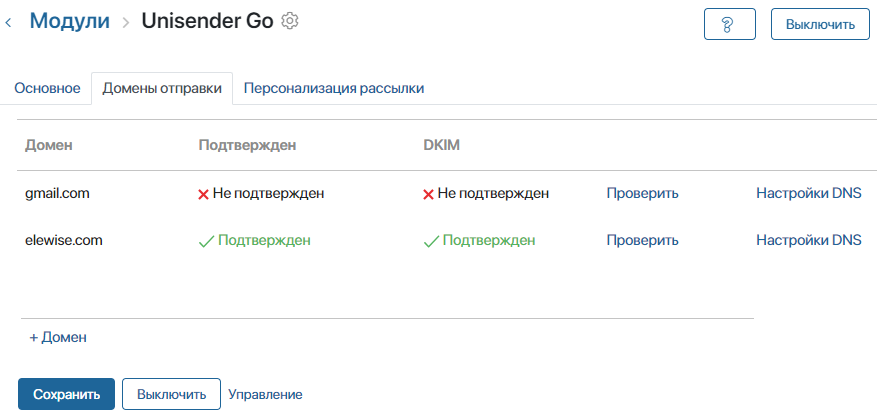 Модули > Unisender Go
? Выключить
Основное Домены отправки Персонализация рассылки
Домен Подтвержден DKIM
gmail.com Не подтвержден Не подтвержден Проверить Настройки DNS
elewise.com Подтвержден Подтвержден Проверить Настройки DNS
+ Домен
Сохранить Выключить Управление